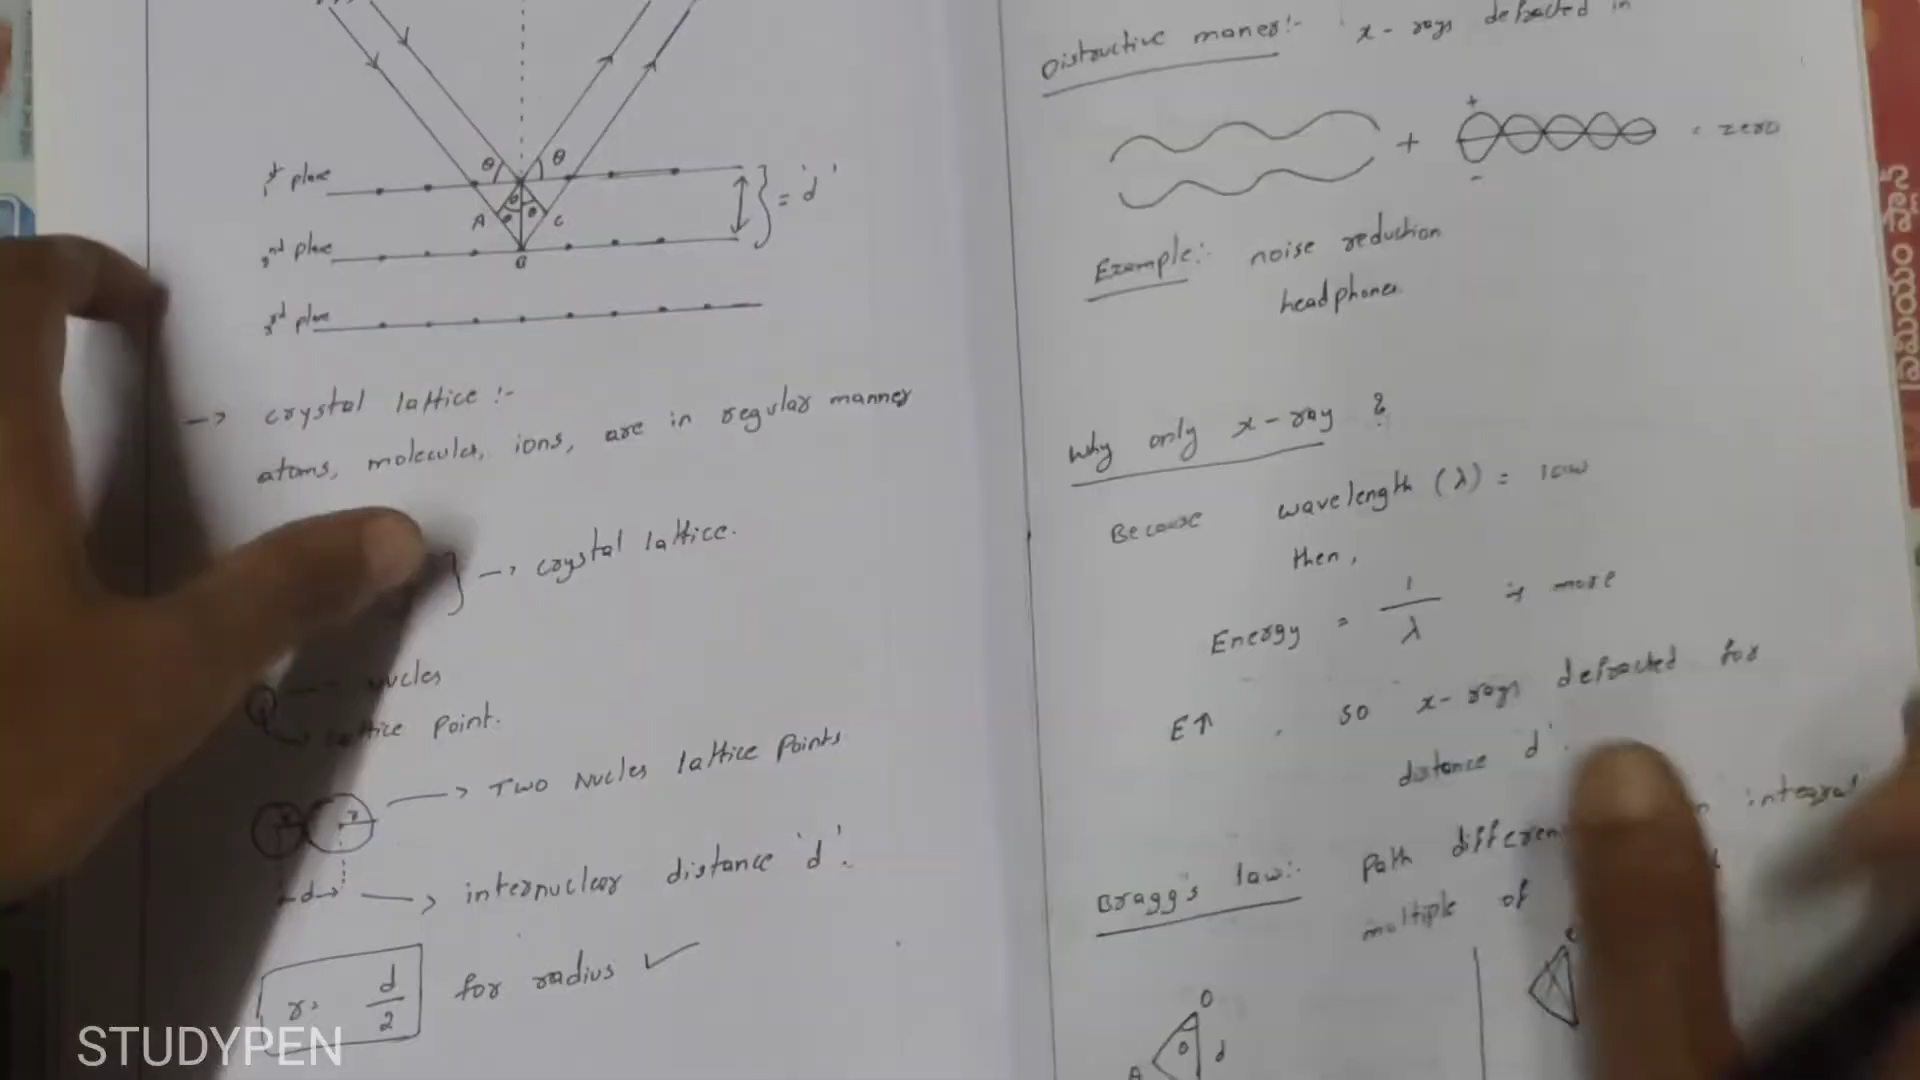 θ θ
1st plane
A θ θ θ C
= 'd'
2nd plane
B
3rd plane
→ crystal lattice :-
atoms, molecules, ions, are in regular manner
} → crystal lattice.
Nucles
lattice point.
r
→ Two Nucles lattice points
d → internuclear distance 'd'.
r = d/2 for radius ✓
STUDYPEN
Distructive maner:- x-rays defracted in
+ + - = zero
Example:- noise reduction
headphones
Why only x-ray ?
Because wavelength (λ) = low
then,
Energy = 1/λ is more
E↑ , so x-rays defracted for
distance 'd'.
Bragg's law:- Path differen integral
multiple of
O
θ d
A